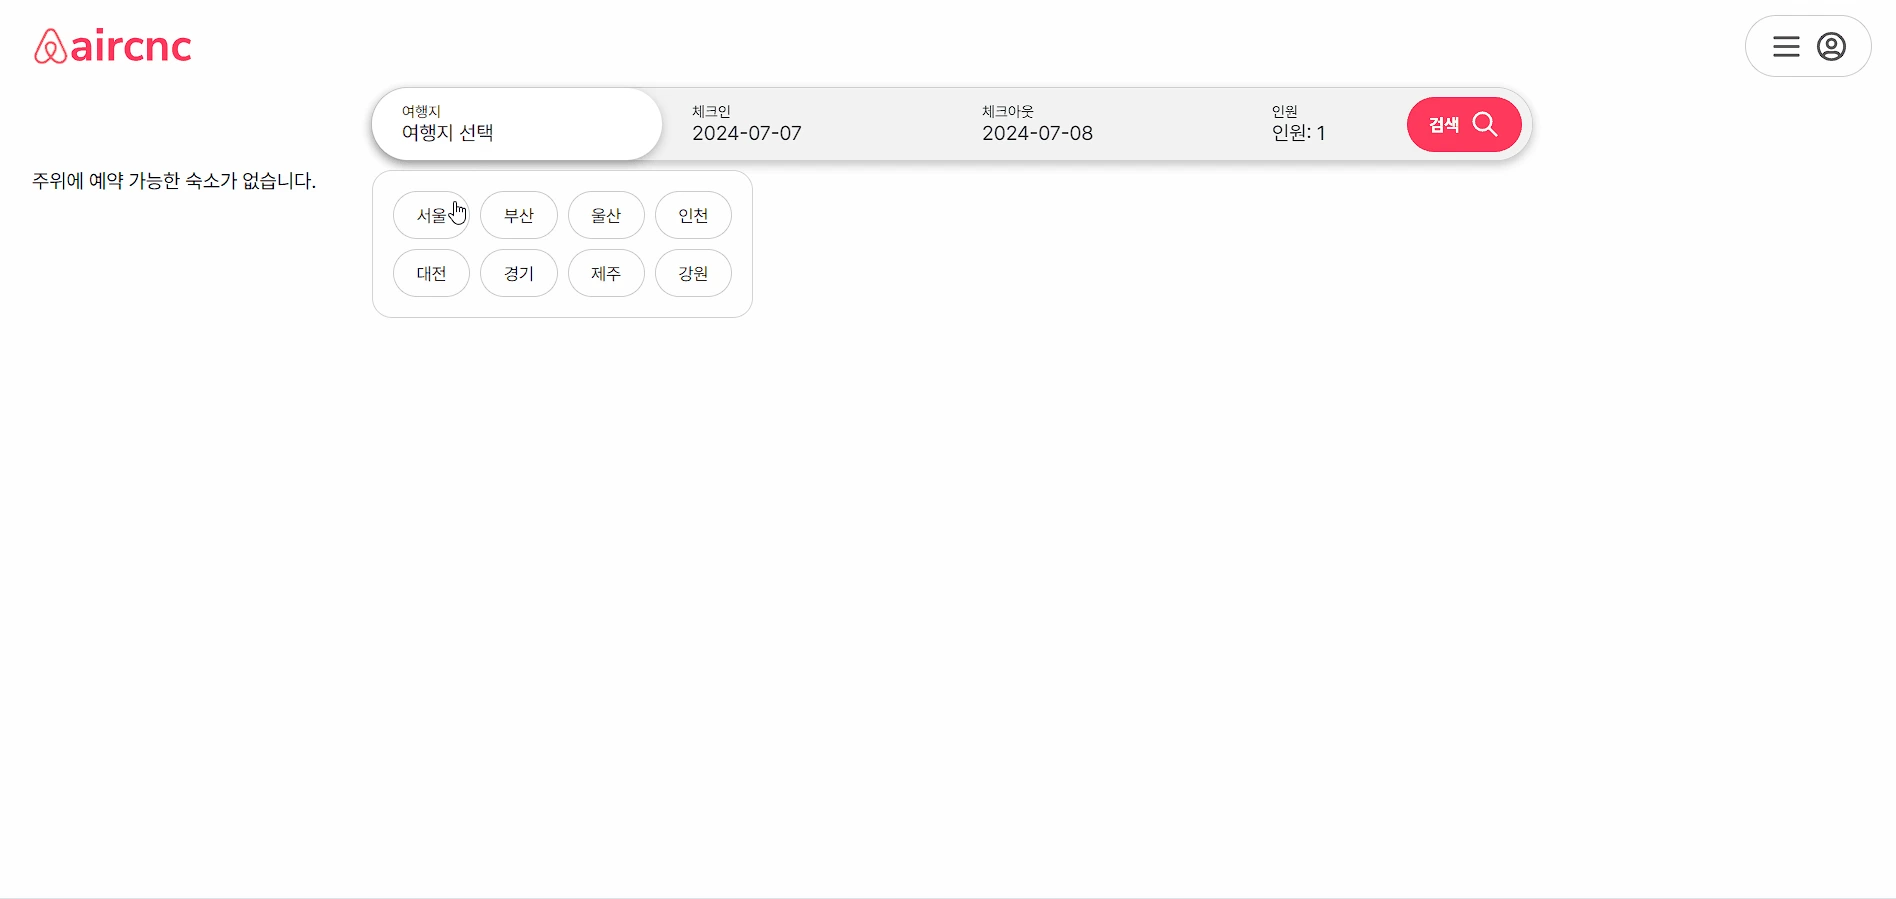 aircnc
여행지
여행지 선택
체크인
2024-07-07
체크아웃
2024-07-08
인원
인원: 1
검색
주위에 예약 가능한 숙소가 없습니다.
서울 부산 울산 인천
대전 경기 제주 강원